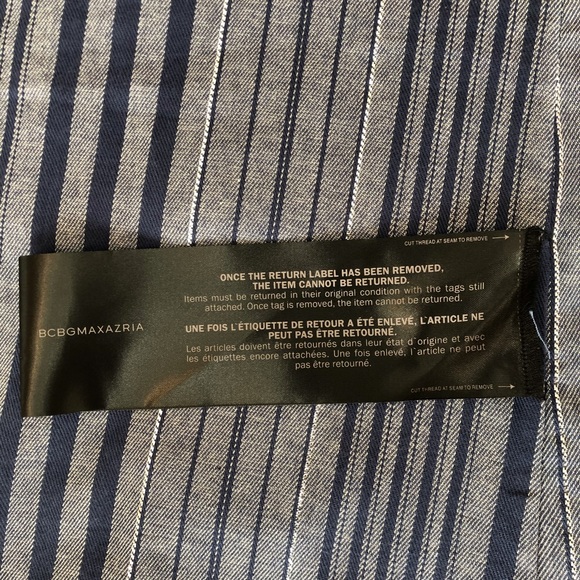 CUT THREAD AT SEAM TO REMOVE →
ONCE THE RETURN LABEL HAS BEEN REMOVED,
THE ITEM CANNOT BE RETURNED.
Items must be returned in their original condition with the tags still
attached. Once tag is removed, the item cannot be returned.
BCBGMAXAZRIA
UNE FOIS L'ÉTIQUETTE DE RETOUR A ÉTÉ ENLEVÉ, L'ARTICLE NE
PEUT PAS ÊTRE RETOURNÉ.
Les articles doivent être retournés dans leur état d'origine et avec
les étiquettes encore attachées. Une fois enlevé, l'article ne peut
pas être retourné.
CUT THREAD AT SEAM TO REMOVE →